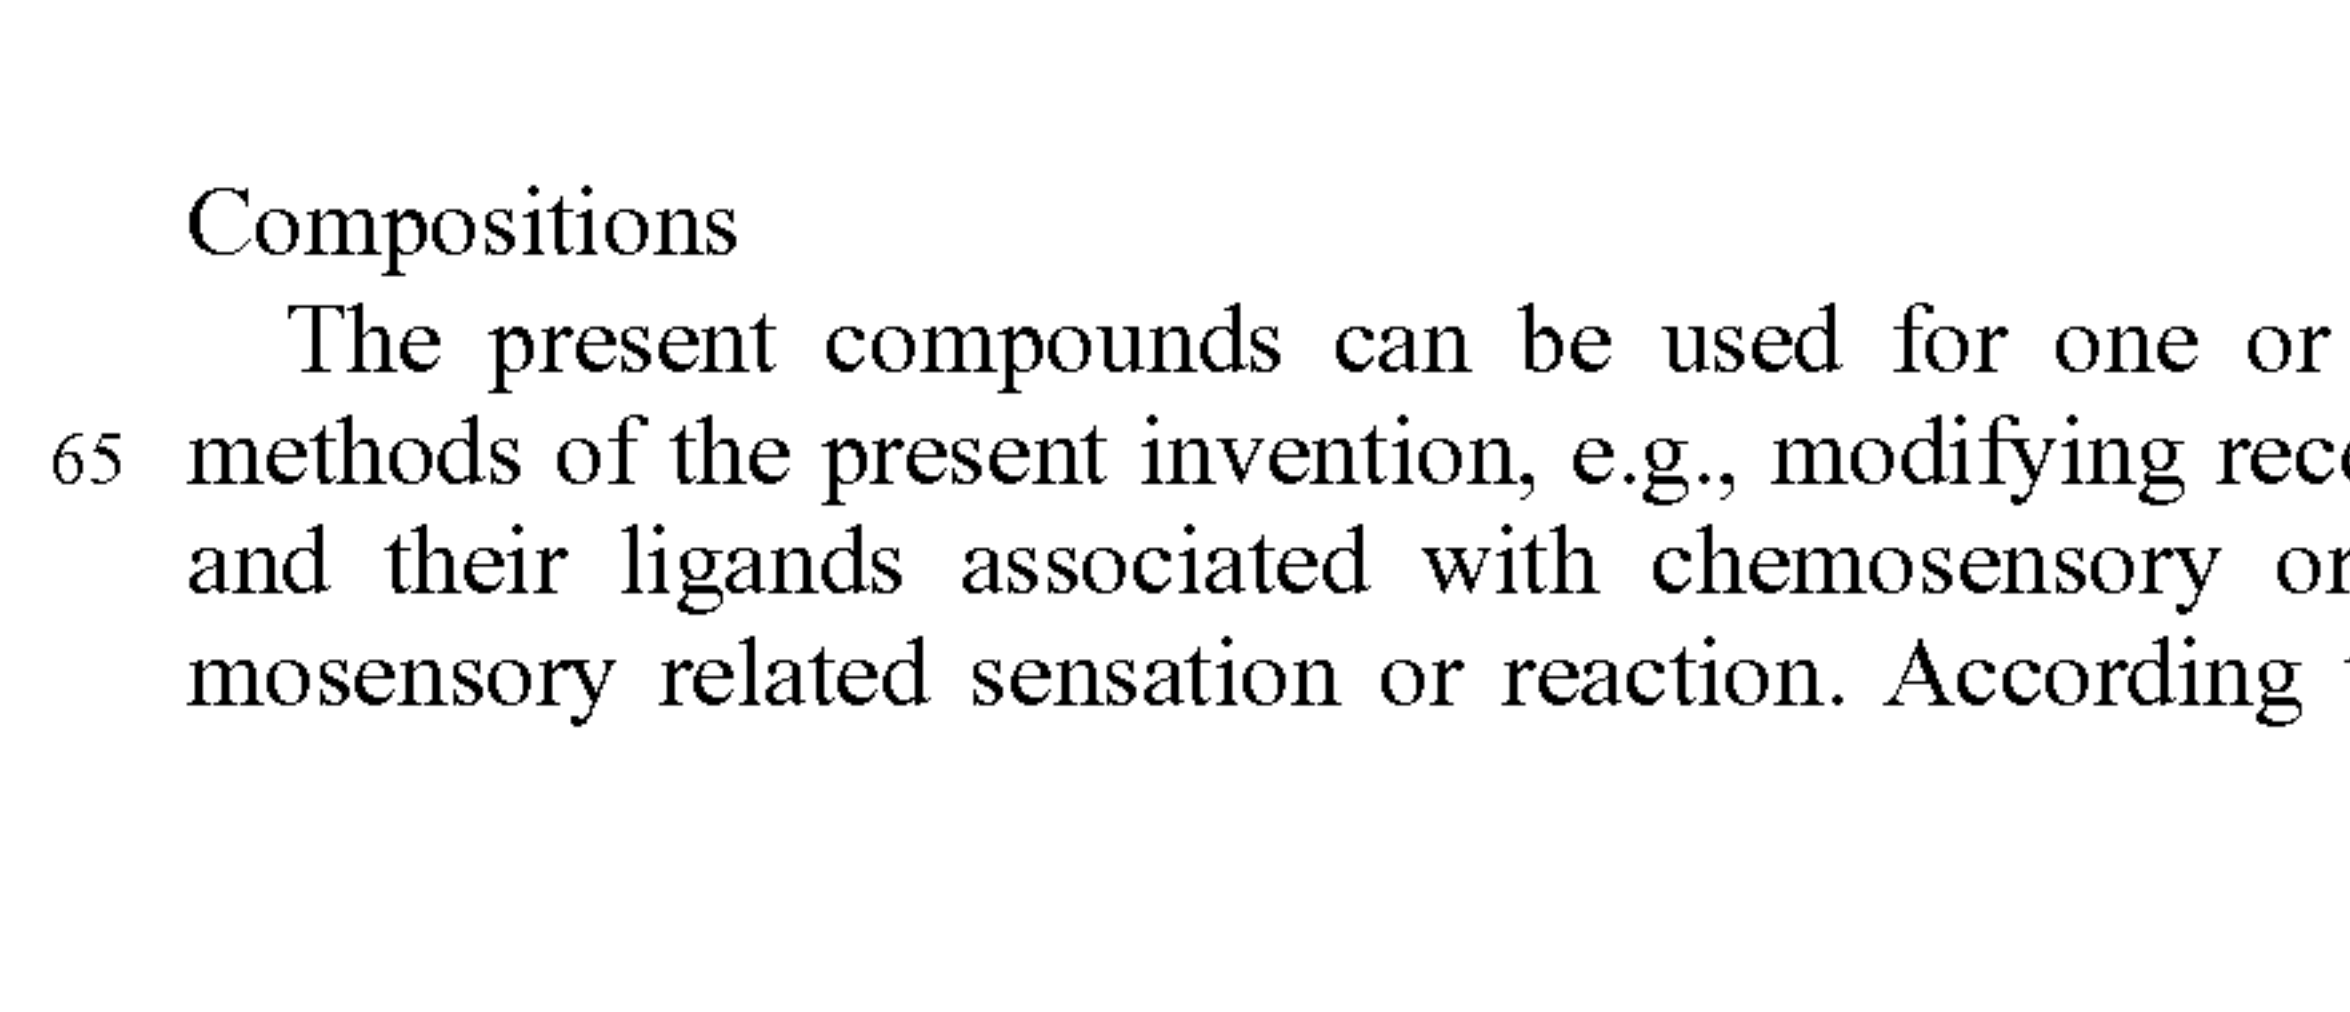 Compositions
The present compounds can be used for one or
65 methods of the present invention, e.g., modifying
and their ligands associated with chemosensory or
mosensory related sensation or reaction. According